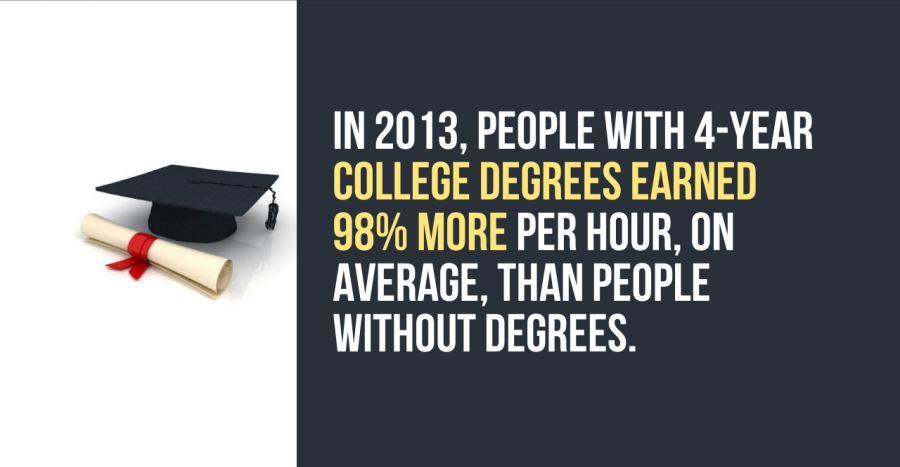 IN 2013, PEOPLE WITH 4-YEAR
COLLEGE DEGREES EARNED
98% MORE PER HOUR, ON
AVERAGE, THAN PEOPLE
WITHOUT DEGREES.